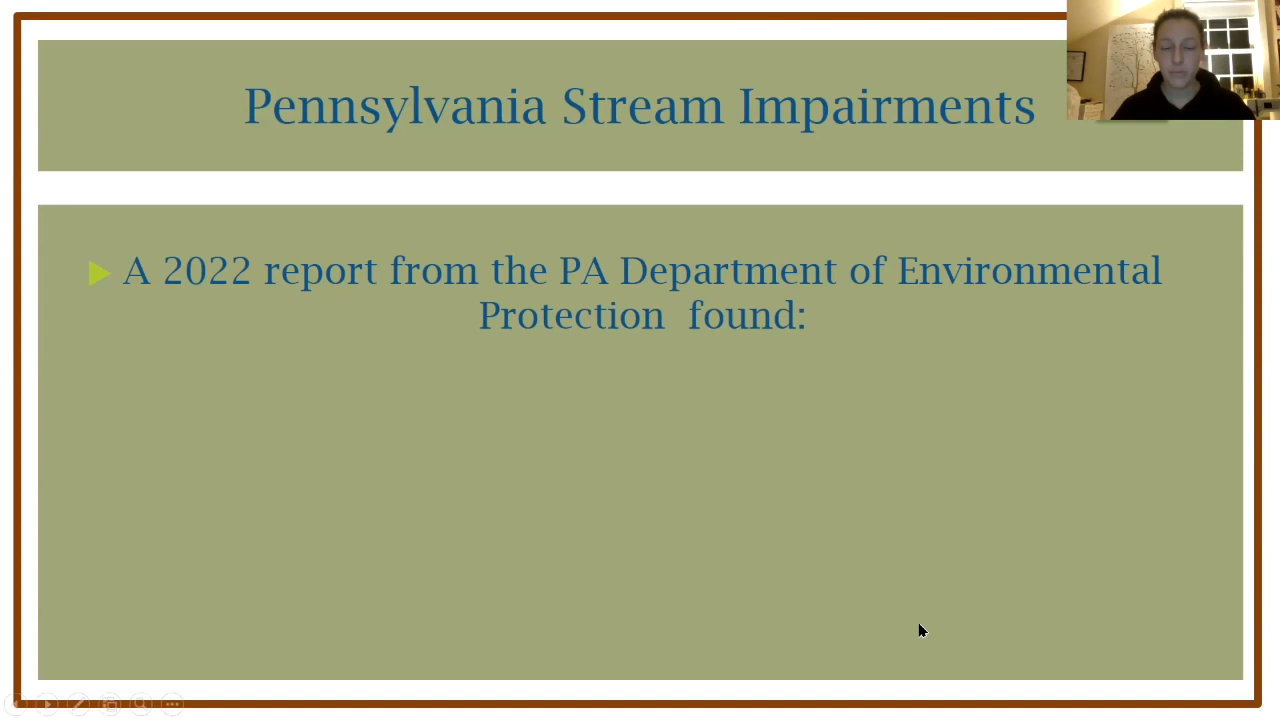 Pennsylvania Stream Impairments
A 2022 report from the PA Department of Environmental
Protection found: